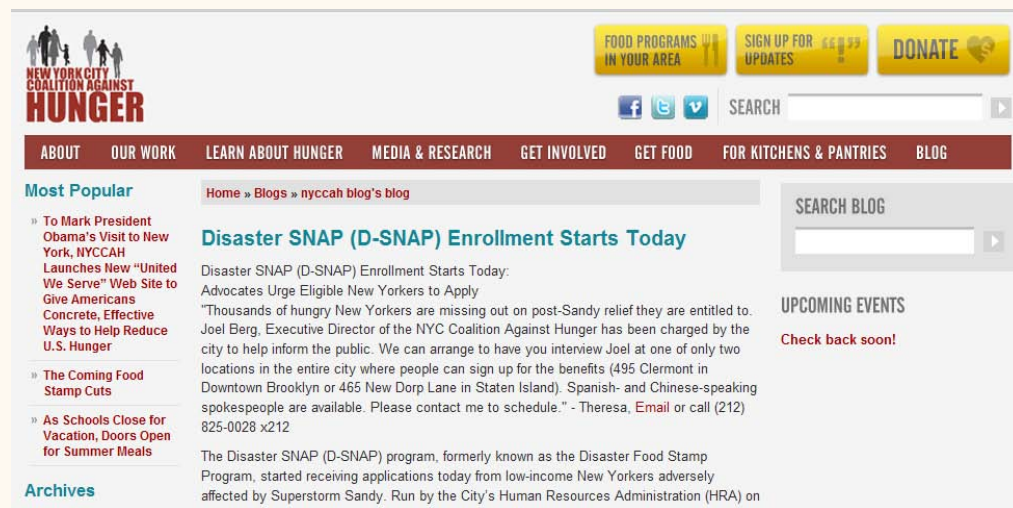 NEW YORK CITY
COALITION AGAINST
HUNGER
FOOD PROGRAMS
IN YOUR AREA
SIGN UP FOR
UPDATES
DONATE
SEARCH
ABOUT OUR WORK LEARN ABOUT HUNGER MEDIA & RESEARCH GET INVOLVED GET FOOD FOR KITCHENS & PANTRIES BLOG
Most Popular
» To Mark President
Obama's Visit to New
York, NYCCAH
Launches New “United
We Serve” Web Site to
Give Americans
Concrete, Effective
Ways to Help Reduce
U.S. Hunger
» The Coming Food
Stamp Cuts
» As Schools Close for
Vacation, Doors Open
for Summer Meals
Archives
Home » Blogs » nyccah blog's blog
Disaster SNAP (D-SNAP) Enrollment Starts Today
Disaster SNAP (D-SNAP) Enrollment Starts Today:
Advocates Urge Eligible New Yorkers to Apply
"Thousands of hungry New Yorkers are missing out on post-Sandy relief they are entitled to.
Joel Berg, Executive Director of the NYC Coalition Against Hunger has been charged by the
city to help inform the public. We can arrange to have you interview Joel at one of only two
locations in the entire city where people can sign up for the benefits (495 Clermont in
Downtown Brooklyn or 465 New Dorp Lane in Staten Island). Spanish- and Chinese-speaking
spokespeople are available. Please contact me to schedule." - Theresa, Email or call (212)
825-0028 x212
The Disaster SNAP (D-SNAP) program, formerly known as the Disaster Food Stamp
Program, started receiving applications today from low-income New Yorkers adversely
affected by Superstorm Sandy. Run by the City's Human Resources Administration (HRA) on
SEARCH BLOG
UPCOMING EVENTS
Check back soon!